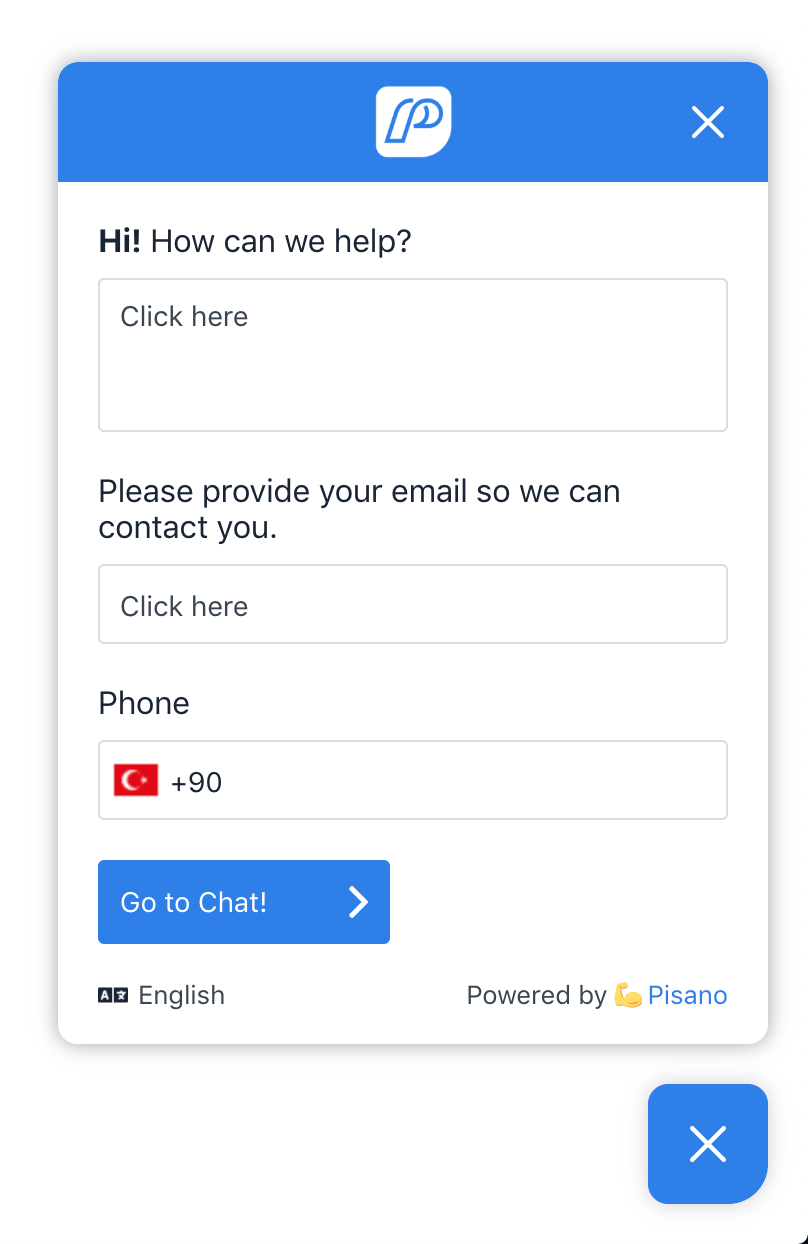 Hi! How can we help?
Click here
Please provide your email so we can
contact you.
Click here
Phone
+90
Go to Chat!
English
Powered by 💪 Pisano